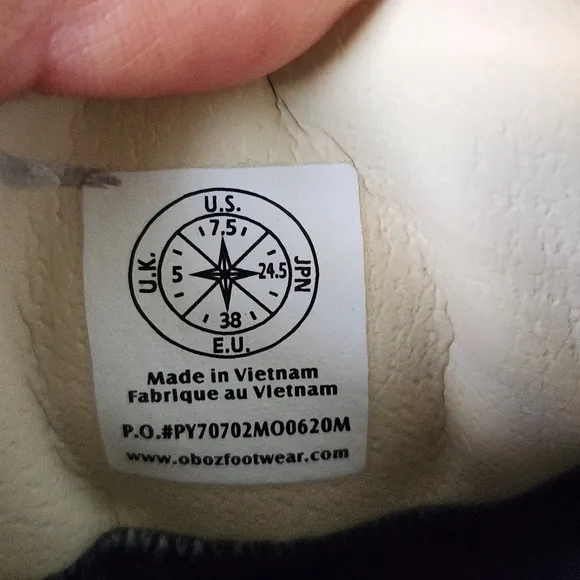 U.S.
7.5
U.K.
5
24.5
JPN
38
E.U.
Made in Vietnam
Fabrique au Vietnam
P.O.#PY70702MO0620M
www.obozfootwear.com